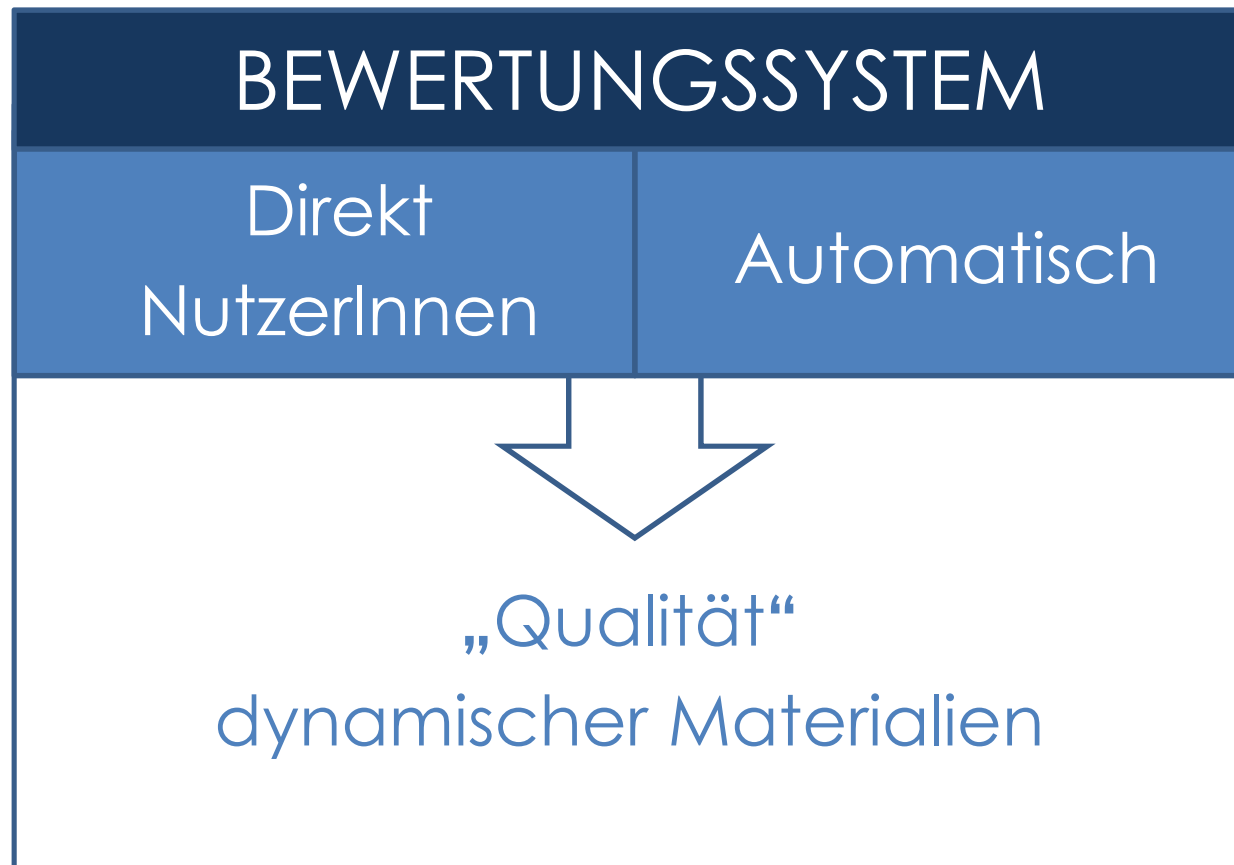 BEWERTUNGSSYSTEM
Direkt
NutzerInnen
Automatisch
„Qualität“
dynamischer Materialien